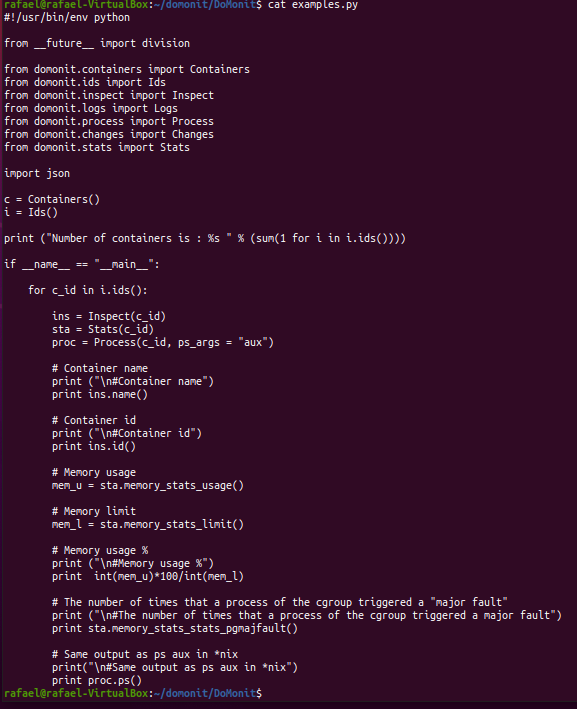 rafael@rafael-VirtualBox:~/domonit/DoMonit$ cat examples.py
#!/usr/bin/env python
from __future__ import division
from domonit.containers import Containers
from domonit.ids import Ids
from domonit.inspect import Inspect
from domonit.logs import Logs
from domonit.process import Process
from domonit.changes import Changes
from domonit.stats import Stats
import json
c = Containers()
i = Ids()
print ("Number of containers is : %s " % (sum(1 for i in i.ids())))
if __name__ == "__main__":
    for c_id in i.ids():
        ins = Inspect(c_id)
        sta = Stats(c_id)
        proc = Process(c_id, ps_args = "aux")
        # Container name
        print ("\n#Container name")
        print ins.name()
        # Container id
        print ("\n#Container id")
        print ins.id()
        # Memory usage
        mem_u = sta.memory_stats_usage()
        # Memory limit
        mem_l = sta.memory_stats_limit()
        # Memory usage %
        print ("\n#Memory usage %")
        print  int(mem_u)*100/int(mem_l)
        # The number of times that a process of the cgroup triggered a "major fault"
        print ("\n#The number of times that a process of the cgroup triggered a major fault")
        print sta.memory_stats_stats_pgmajfault()
        # Same output as ps aux in *nix
        print("\n#Same output as ps aux in *nix")
        print proc.ps()
rafael@rafael-VirtualBox:~/domonit/DoMonit$